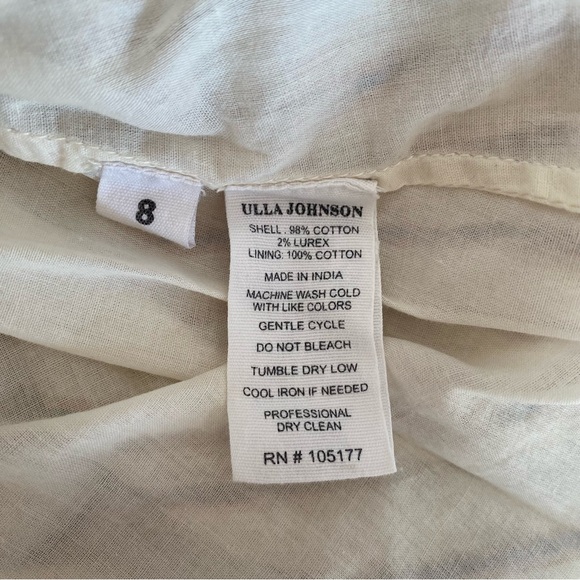 8
ULLA JOHNSON
SHELL : 98% COTTON
2% LUREX
LINING: 100% COTTON
MADE IN INDIA
MACHINE WASH COLD
WITH LIKE COLORS
GENTLE CYCLE
DO NOT BLEACH
TUMBLE DRY LOW
COOL IRON IF NEEDED
PROFESSIONAL
DRY CLEAN
RN # 105177